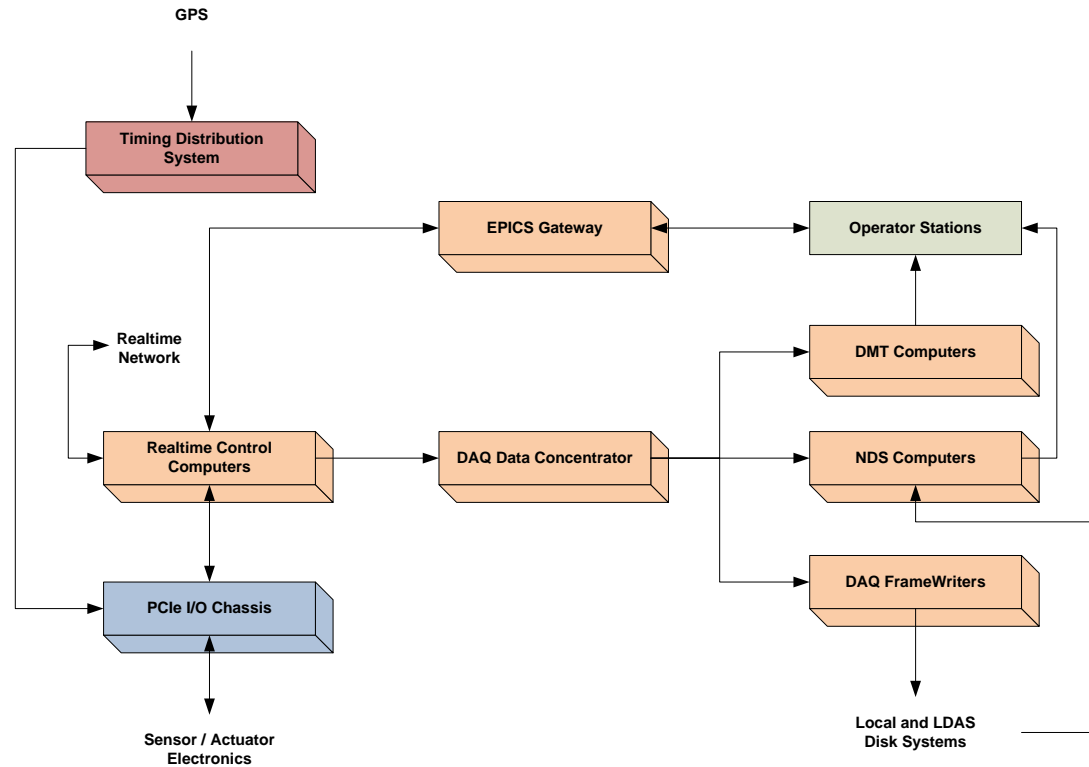 GPS
Timing Distribution
System
EPICS Gateway
Operator Stations
Realtime
Network
DMT Computers
Realtime Control
Computers
DAQ Data Concentrator
NDS Computers
PCIe I/O Chassis
DAQ FrameWriters
Sensor / Actuator
Electronics
Local and LDAS
Disk Systems